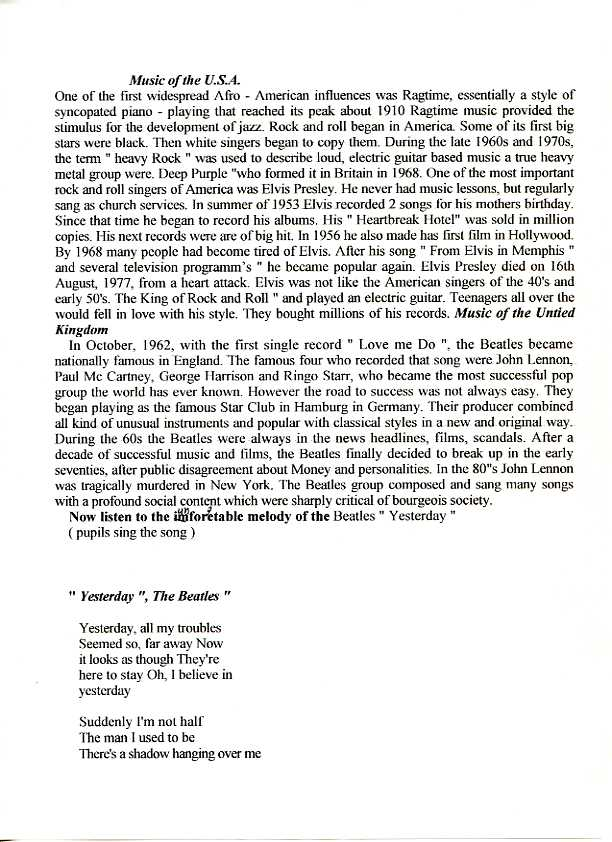 Music of the U.S.A.
One of the first widespread Afro - American influences was Ragtime, essentially a style of
syncopated piano - playing that reached its peak about 1910 Ragtime music provided the
stimulus for the development of jazz. Rock and roll began in America. Some of its first big
stars were black. Then white singers began to copy them. During the late 1960s and 1970s,
the term " heavy Rock " was used to describe loud, electric guitar based music a true heavy
metal group were. Deep Purple "who formed it in Britain in 1968. One of the most important
rock and roll singers of America was Elvis Presley. He never had music lessons, but regularly
sang as church services. In summer of 1953 Elvis recorded 2 songs for his mothers birthday.
Since that time he began to record his albums. His " Heartbreak Hotel" was sold in million
copies. His next records were are of big hit. In 1956 he also made has first film in Hollywood.
By 1968 many people had become tired of Elvis. After his song " From Elvis in Memphis "
and several television programm's " he became popular again. Elvis Presley died on 16th
August, 1977, from a heart attack. Elvis was not like the American singers of the 40's and
early 50's. The King of Rock and Roll " and played an electric guitar. Teenagers all over the
would fell in love with his style. They bought millions of his records. Music of the Untied
Kingdom
In October, 1962, with the first single record " Love me Do ", the Beatles became
nationally famous in England. The famous four who recorded that song were John Lennon,
Paul Mc Cartney, George Harrison and Ringo Starr, who became the most successful pop
group the world has ever known. However the road to success was not always easy. They
began playing as the famous Star Club in Hamburg in Germany. Their producer combined
all kind of unusual instruments and popular with classical styles in a new and original way.
During the 60s the Beatles were always in the news headlines, films, scandals. After a
decade of successful music and films, the Beatles finally decided to break up in the early
seventies, after public disagreement about Money and personalities. In the 80"s John Lennon
was tragically murdered in New York. The Beatles group composed and sang many songs
with a profound social content which were sharply critical of bourgeois society.
Now listen to the unforgetable melody of the Beatles " Yesterday "
( pupils sing the song )
" Yesterday ", The Beatles "
Yesterday, all my troubles
Seemed so, far away Now
it looks as though They're
here to stay Oh, I believe in
yesterday
Suddenly I'm not half
The man I used to be
There's a shadow hanging over me